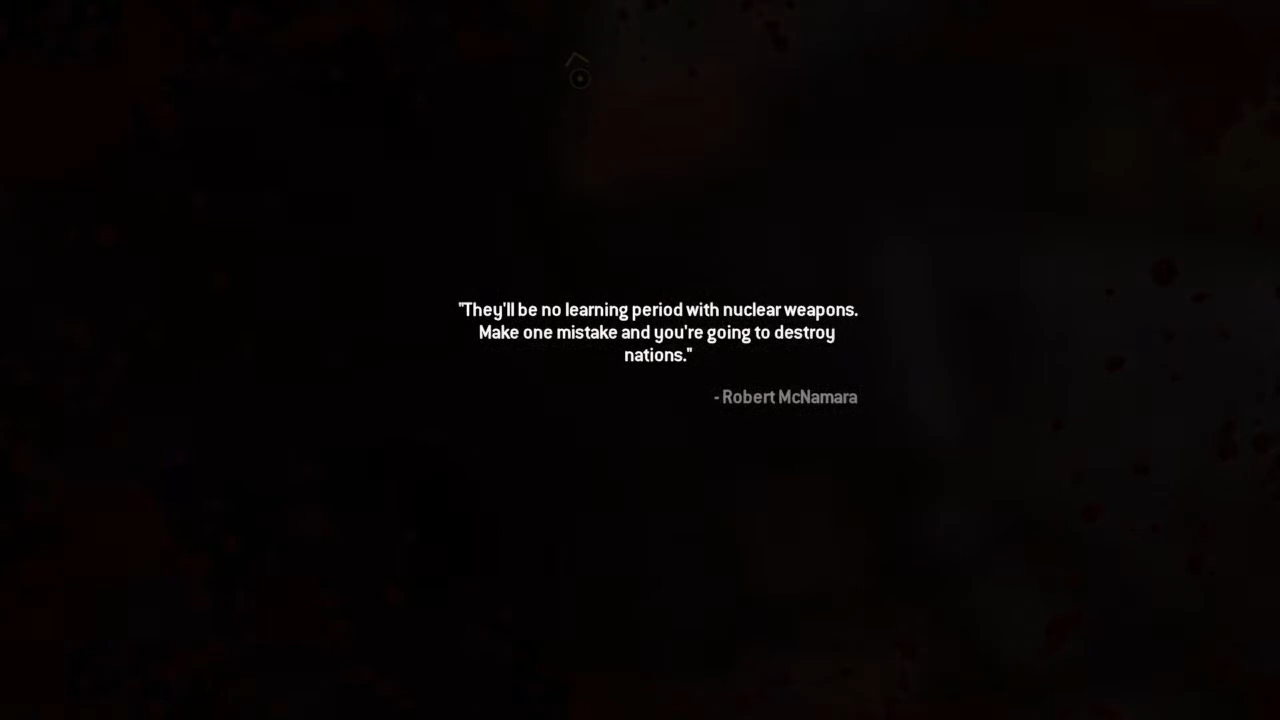 "They'll be no learning period with nuclear weapons.
Make one mistake and you're going to destroy
nations."
- Robert McNamara